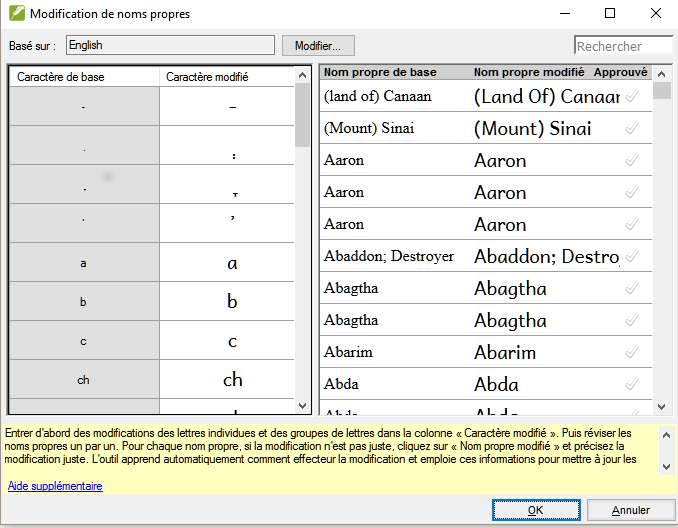 Modification de noms propres
Basé sur : English Modifier... Rechercher
Caractère de base Caractère modifié
- –
a a
b b
c c
ch ch
Nom propre de base Nom propre modifié Approuvé
(land of) Canaan (Land Of) Canaan
(Mount) Sinai (Mount) Sinai
Aaron Aaron
Aaron Aaron
Aaron Aaron
Abaddon; Destroyer Abaddon; Destro
Abagtha Abagtha
Abagtha Abagtha
Abarim Abarim
Abda Abda
Entrer d'abord des modifications des lettres individues et des groupes de lettres dans la colonne « Caractère modifié ». Puis réviser les
noms propres un par un. Pour chaque nom propre, si la modification n'est pas juste, cliquez sur « Nom propre modifié » et précisez la
modification juste. L'outil apprend automatiquement comment effecteur la modification et emploie ces informations pour mettre à jour les
Aide supplémentaire
OK Annuler